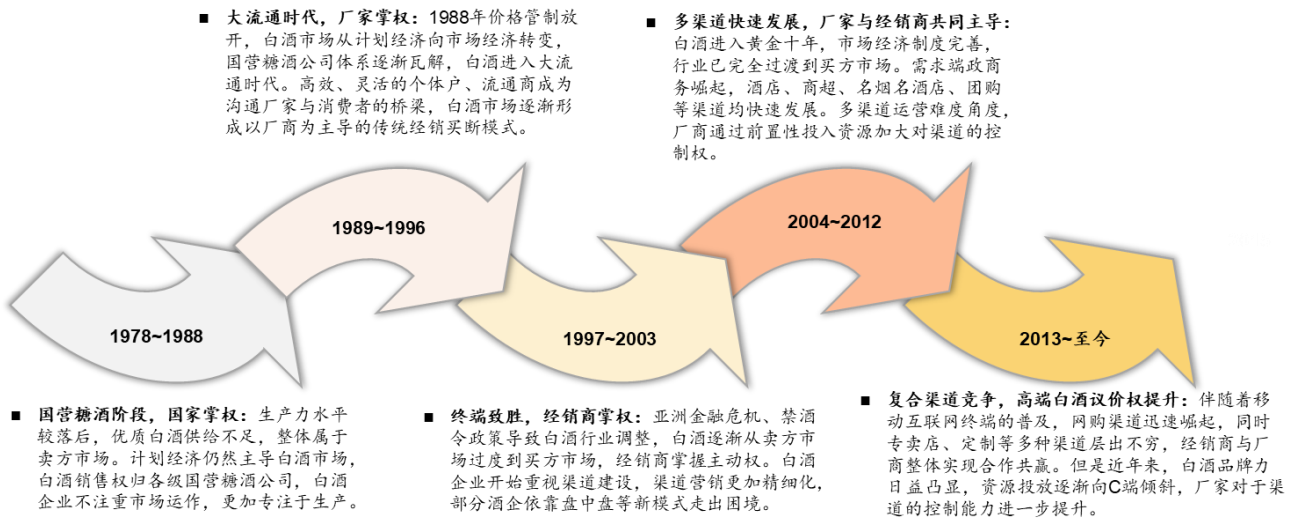 ■ 大流通时代，厂家掌权：1988年价格管制放
开，白酒市场从计划经济向市场经济转变，
国营糖酒公司体系逐渐瓦解，白酒进入大流
通时代。高效、灵活的个体户、流通商成为
沟通厂家与消费者的桥梁，白酒市场逐渐形
成以厂商为主导的传统经销买断模式。
■ 多渠道快速发展，厂家与经销商共同主导：
白酒进入黄金十年，市场经济制度完善，
行业已完全过渡到买方市场。需求端政商
务崛起，酒店、商超、名烟名酒店、团购
等渠道均快速发展。多渠道运营难度角度，
厂商通过前置性投入资源加大对渠道的控
制权。
1989~1996
2004~2012
1978~1988
1997~2003
2013~至今
■ 国营糖酒阶段，国家掌权：生产力水平
较落后，优质白酒供给不足，整体属于
卖方市场。计划经济仍然主导白酒市场，
白酒销售权归各级国营糖酒公司，白酒
企业不注重市场运作，更加专注于生产。
■ 终端致胜，经销商掌权：亚洲金融危机、禁酒
令政策导致白酒行业调整，白酒逐渐从卖方市
场过度到买方市场，经销商掌握主动权。白酒
企业开始重视渠道建设，渠道营销更加精细化，
部分酒企依靠盘中盘等新模式走出困境。
■ 复合渠道竞争，高端白酒议价权提升：伴随着移
动互联网终端的普及，网购渠道迅速崛起，同时
专卖店、定制等多种渠道层出不穷，经销商与厂
商整体实现合作共赢。但是近年来，白酒品牌力
日益凸显，资源投放逐渐向C端倾斜，厂家对于渠
道的控制能力进一步提升。